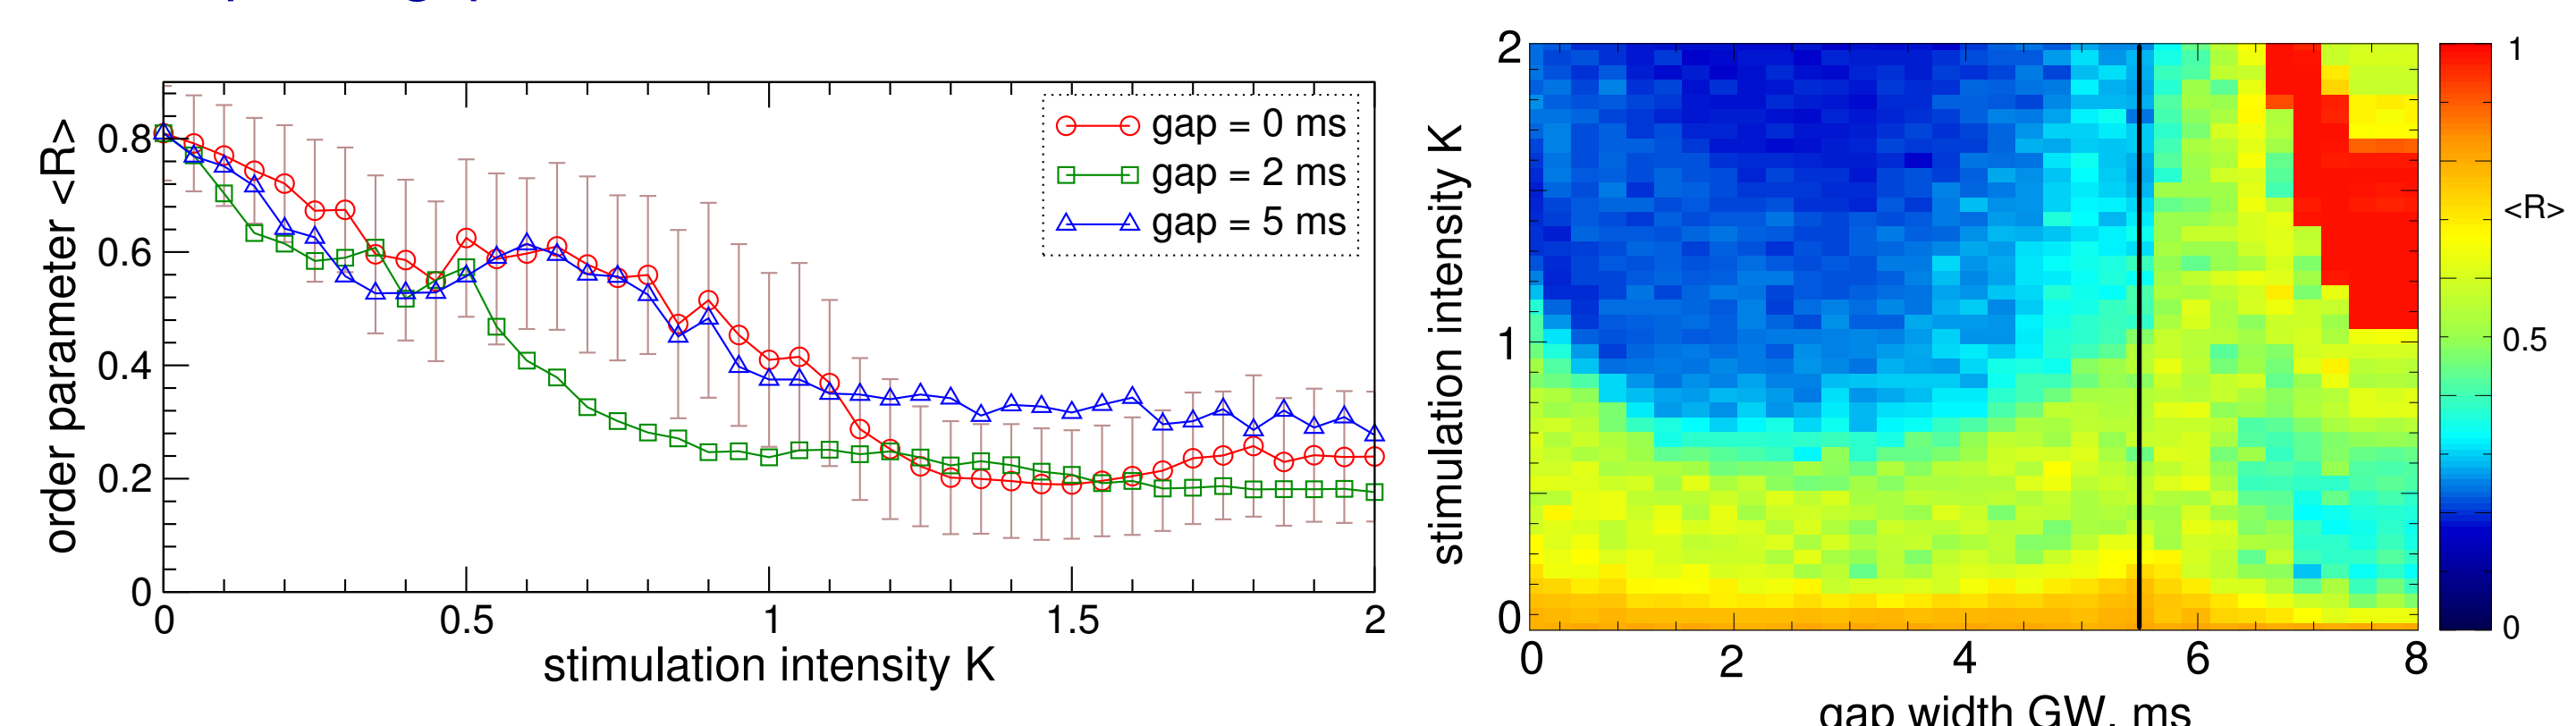 order parameter <R>
0.8
0.6
0.4
0.2
0
0
0.5
1
1.5
2
stimulation intensity K
gap = 0 ms
gap = 2 ms
gap = 5 ms
stimulation intensity K
2
1
0
0
2
4
6
8
gap width GW, ms
1
<R>
0.5
0